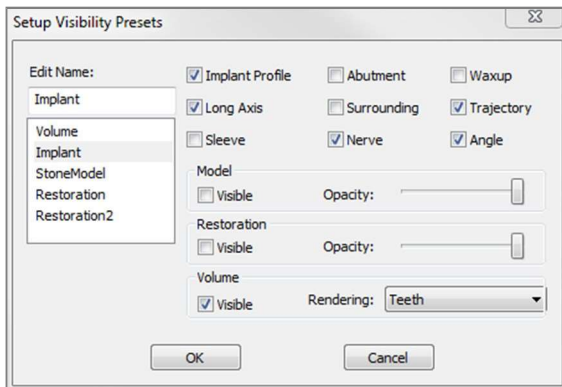 Setup Visibility Presets
Edit Name:
Implant
Volume
Implant
StoneModel
Restoration
Restoration2
Implant Profile
Abutment
Waxup
Long Axis
Surrounding
Trajectory
Sleeve
Nerve
Angle
Model
Visible
Opacity:
Restoration
Visible
Opacity:
Volume
Visible
Rendering:
Teeth
OK
Cancel